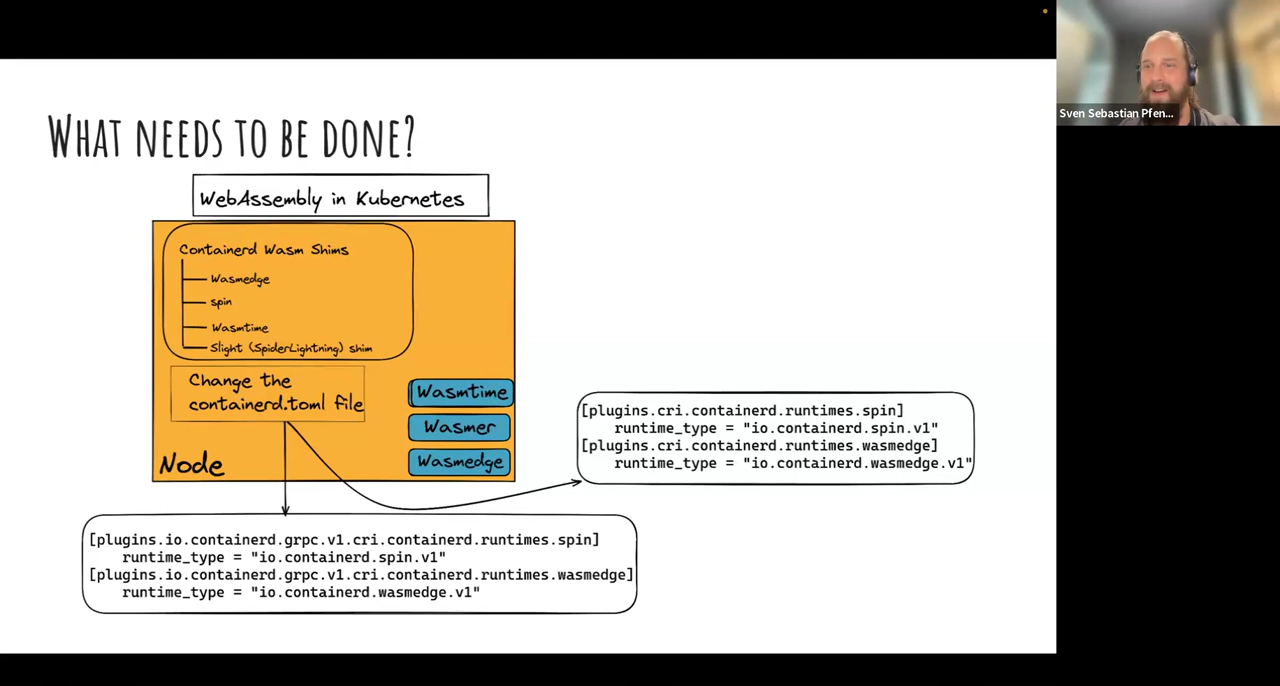 What needs to be done?
WebAssembly in Kubernetes
Containerd Wasm Shims
Wasmedge
spin
Wasmtime
Slight (SpiderLightning) shim
Change the
containerd.toml file
Node
Wasmtime
Wasmer
Wasmedge
[plugins.cri.containerd.runtimes.spin]
runtime_type = "io.containerd.spin.v1"
[plugins.cri.containerd.runtimes.wasmedge]
runtime_type = "io.containerd.wasmedge.v1"
[plugins.io.containerd.grpc.v1.cri.containerd.runtimes.spin]
runtime_type = "io.containerd.spin.v1"
[plugins.io.containerd.grpc.v1.cri.containerd.runtimes.wasmedge]
runtime_type = "io.containerd.wasmedge.v1"
Sven Sebastian Pfen...